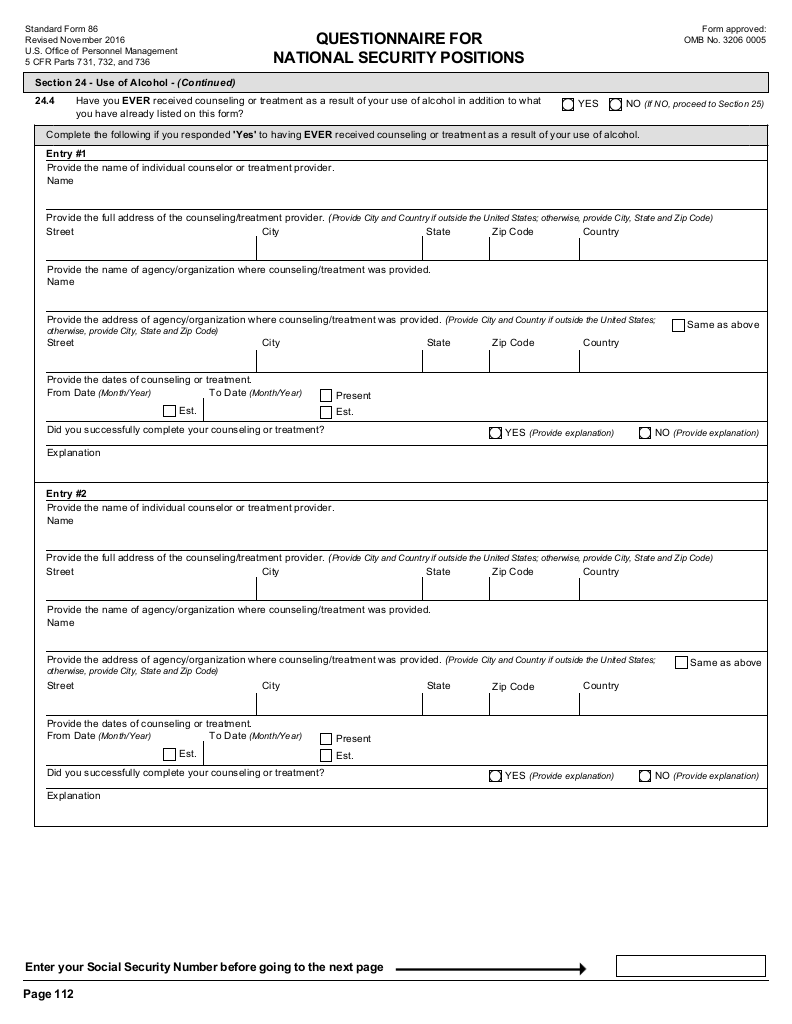 Standard Form 86
Revised November 2016
U.S. Office of Personnel Management
5 CFR Parts 731, 732, and 736
QUESTIONNAIRE FOR
NATIONAL SECURITY POSITIONS
Form approved:
OMB No. 3206 0005
Section 24 - Use of Alcohol - (Continued)
24.4 Have you EVER received counseling or treatment as a result of your use of alcohol in addition to what
you have already listed on this form?
YES NO (If NO, proceed to Section 25)
Complete the following if you responded 'Yes' to having EVER received counseling or treatment as a result of your use of alcohol.
Entry #1
Provide the name of individual counselor or treatment provider.
Name
Provide the full address of the counseling/treatment provider. (Provide City and Country if outside the United States; otherwise, provide City, State and Zip Code)
Street City State Zip Code Country
Provide the name of agency/organization where counseling/treatment was provided.
Name
Provide the address of agency/organization where counseling/treatment was provided. (Provide City and Country if outside the United States;
otherwise, provide City, State and Zip Code)
Same as above
Street City State Zip Code Country
Provide the dates of counseling or treatment.
From Date (Month/Year) To Date (Month/Year) Present
Est. Est.
Did you successfully complete your counseling or treatment? YES (Provide explanation) NO (Provide explanation)
Explanation
Entry #2
Provide the name of individual counselor or treatment provider.
Name
Provide the full address of the counseling/treatment provider. (Provide City and Country if outside the United States; otherwise, provide City, State and Zip Code)
Street City State Zip Code Country
Provide the name of agency/organization where counseling/treatment was provided.
Name
Provide the address of agency/organization where counseling/treatment was provided. (Provide City and Country if outside the United States;
otherwise, provide City, State and Zip Code)
Same as above
Street City State Zip Code Country
Provide the dates of counseling or treatment.
From Date (Month/Year) To Date (Month/Year) Present
Est. Est.
Did you successfully complete your counseling or treatment? YES (Provide explanation) NO (Provide explanation)
Explanation
Enter your Social Security Number before going to the next page
Page 112